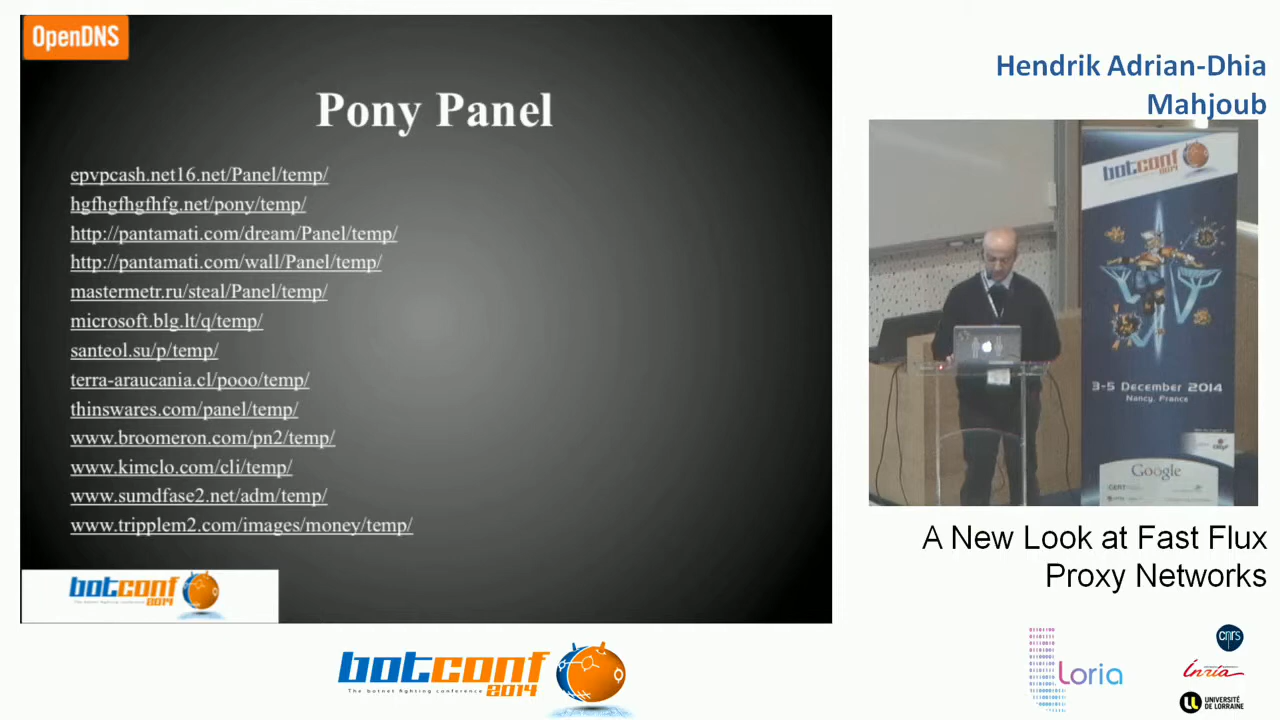 OpenDNS
Pony Panel
epvpcash.net16.net/Panel/temp/
hgfhgfhgfhfg.net/pony/temp/
http://pantamati.com/dream/Panel/temp/
http://pantamati.com/wall/Panel/temp/
mastermetr.ru/steal/Panel/temp/
microsoft.blg.lt/q/temp/
santeol.su/p/temp/
terra-araucania.cl/pooo/temp/
thinswares.com/panel/temp/
www.broomeron.com/pn2/temp/
www.kimclo.com/cli/temp/
www.sumdfase2.net/adm/temp/
www.tripplem2.com/images/money/temp/
botconf
2014
Hendrik Adrian-Dhia
Mahjoub
botconf
2014
3-5 December 2014
Nancy, France
Google
CERT
A New Look at Fast Flux
Proxy Networks
botconf
The botnet fighting conference 2014
Loria
cnrs
Inria
UNIVERSITÉ
DE LORRAINE